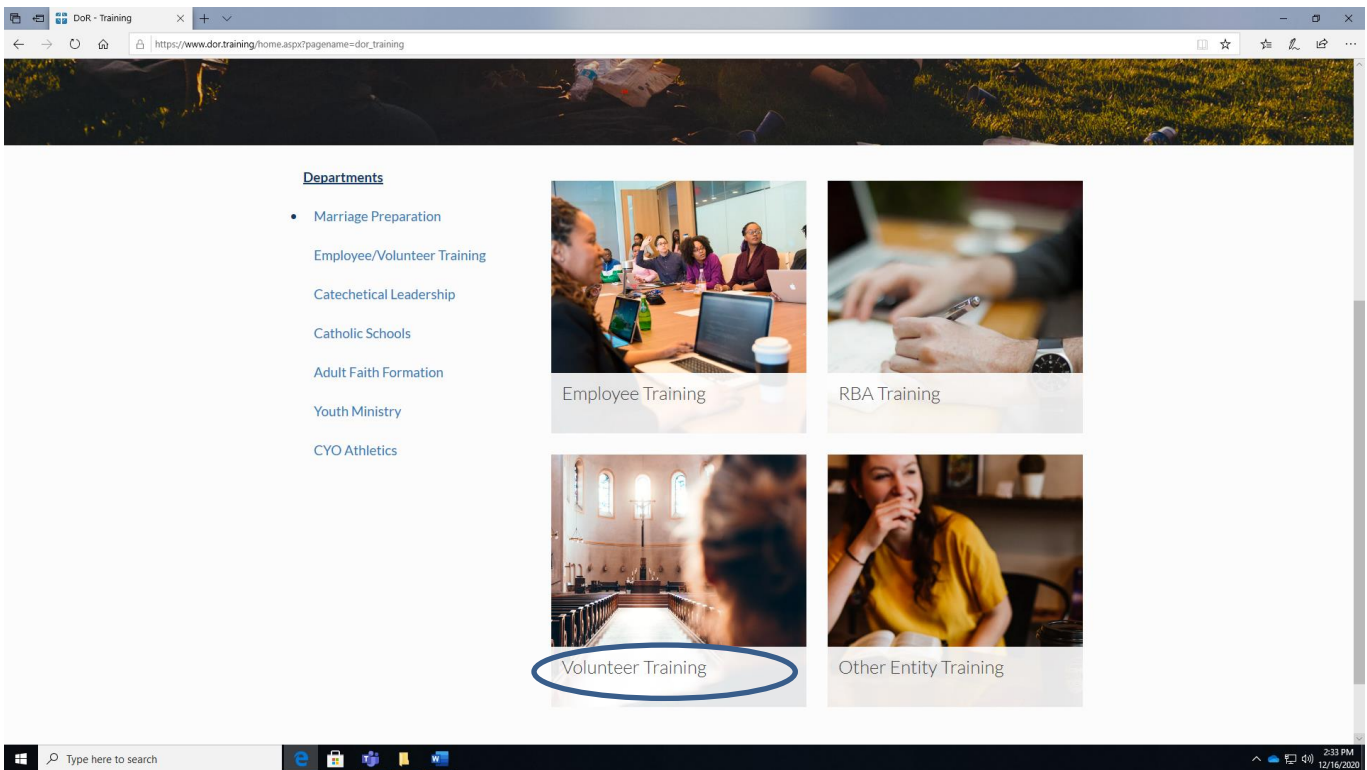 DoR - Training
https://www.dor.training/home.aspx?pagename=dor_training
Departments
Marriage Preparation
Employee/Volunteer Training
Catechetical Leadership
Catholic Schools
Adult Faith Formation
Youth Ministry
CYO Athletics
Employee Training
RBA Training
Volunteer Training
Other Entity Training
Type here to search
2:33 PM
12/16/2020